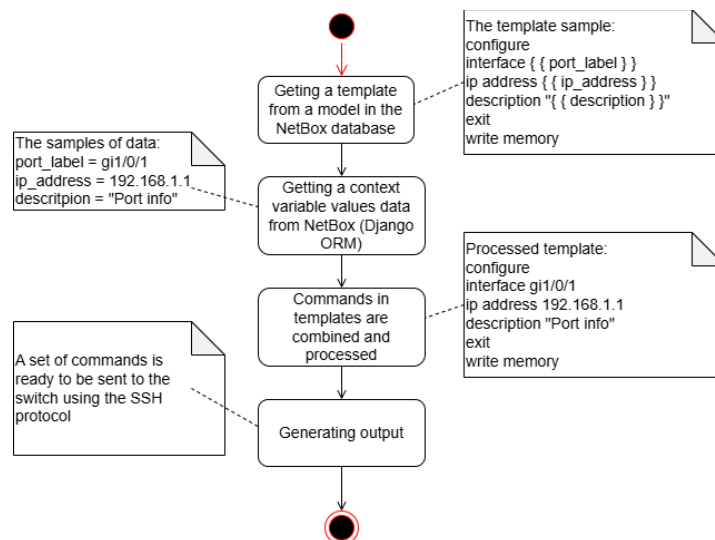 The template sample:
configure
interface { { port_label } }
ip address { { ip_address } }
description "{ { description } }"
exit
write memory
Geting a template
from a model in the
NetBox database
The samples of data:
port_label = gi1/0/1
ip_address = 192.168.1.1
descritpion = "Port info"
Getting a context
variable values data
from NetBox (Django
ORM)
Processed template:
configure
interface gi1/0/1
ip address 192.168.1.1
description "Port info"
exit
write memory
Commands in
templates are
combined and
processed
A set of commands is
ready to be sent to the
switch using the SSH
protocol
Generating output